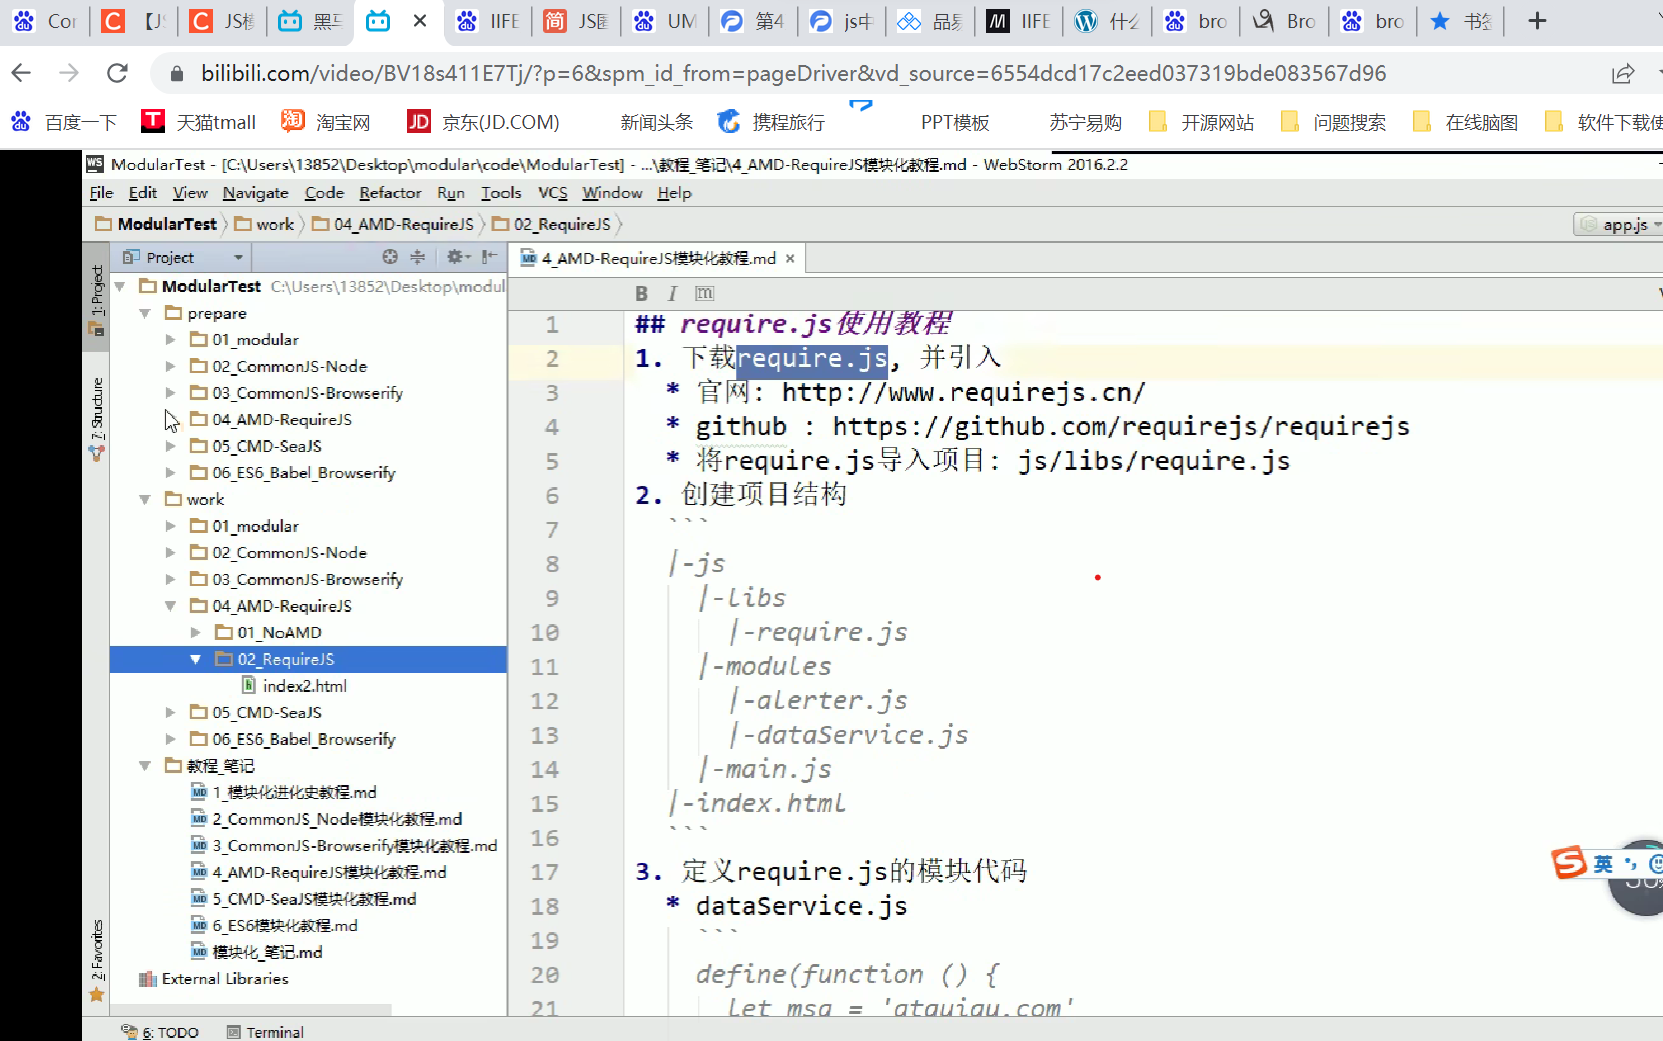 Cor
【J
JS模
黑马
IIFE
简 JS匿
UM
第4
js中
品易
IIFE
什么
bro
Bro
bro
书签
bilibili.com/video/BV18s411E7Tj/?p=6&spm_id_from=pageDriver&vd_source=6554dcd17c2eed037319bde083567d96
百度一下
天猫tmall
淘宝网
JD 京东(JD.COM)
新闻头条
携程旅行
PPT模板
苏宁易购
开源网站
问题搜索
在线脑图
软件下载使
WS ModularTest - [C:\Users\13852\Desktop\modular\code\ModularTest] - ...\教程_笔记\4_AMD-RequireJS模块化教程.md - WebStorm 2016.2.2
File Edit View Navigate Code Refactor Run Tools VCS Window Help
ModularTest work 04_AMD-RequireJS 02_RequireJS
app.js
1: Project
7: Structure
2: Favorites
Project
ModularTest C:\Users\13852\Desktop\modul
prepare
01_modular
02_CommonJS-Node
03_CommonJS-Browserify
04_AMD-RequireJS
05_CMD-SeaJS
06_ES6_Babel_Browserify
work
01_modular
02_CommonJS-Node
03_CommonJS-Browserify
04_AMD-RequireJS
01_NoAMD
02_RequireJS
index2.html
05_CMD-SeaJS
06_ES6_Babel_Browserify
教程_笔记
1_模块化进化史教程.md
2_CommonJS_Node模块化教程.md
3_CommonJS-Browserify模块化教程.md
4_AMD-RequireJS模块化教程.md
5_CMD-SeaJS模块化教程.md
6_ES6模块化教程.md
模块化_笔记.md
External Libraries
4_AMD-RequireJS模块化教程.md
B I m
1 ## require.js使用教程
2 1. 下载require.js, 并引入
3 * 官网: http://www.requirejs.cn/
4 * github : https://github.com/requirejs/requirejs
5 * 将require.js导入项目: js/libs/require.js
6 2. 创建项目结构
7 ```
8 |-js
9 |-libs
10 |-require.js
11 |-modules
12 |-alerter.js
13 |-dataService.js
14 |-main.js
15 |-index.html
16 ```
17 3. 定义require.js的模块代码
18 * dataService.js
19 ```
20 define(function () {
21 let msg = 'atguigu.com'
英
6: TODO Terminal